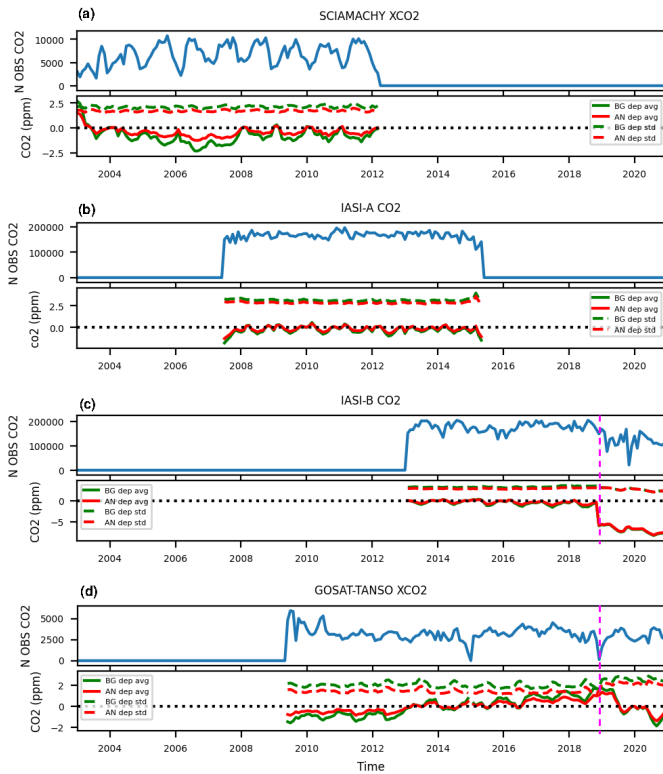 (a)
SCIAMACHY XCO2
N OBS CO2
10000
5000
0
CO2 (ppm)
2.5
0.0
−2.5
BG dep avg
AN dep avg
BG dep std
AN dep std
2004 2006 2008 2010 2012 2014 2016 2018 2020
(b)
IASI-A CO2
N OBS CO2
200000
100000
0
co2 (ppm)
2.5
0.0
BG dep avg
AN dep avg
BG dep std
AN dep std
2004 2006 2008 2010 2012 2014 2016 2018 2020
(c)
IASI-B CO2
N OBS CO2
200000
100000
0
CO2 (ppm)
0
−5
BG dep avg
AN dep avg
BG dep std
AN dep std
2004 2006 2008 2010 2012 2014 2016 2018 2020
(d)
GOSAT-TANSO XCO2
N OBS CO2
5000
2500
0
CO2 (ppm)
2
0
−2
BG dep avg
AN dep avg
BG dep std
AN dep std
2004 2006 2008 2010 2012 2014 2016 2018 2020
Time